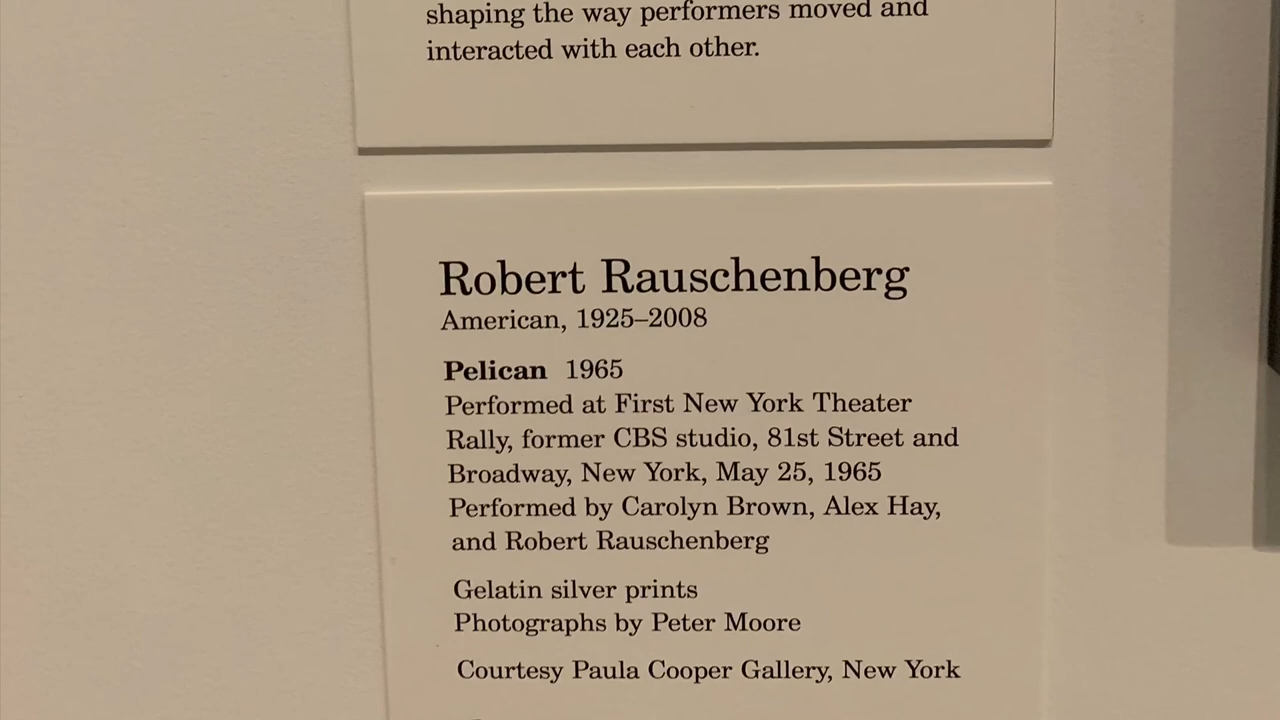 shaping the way performers moved and
interacted with each other.
Robert Rauschenberg
American, 1925–2008
Pelican 1965
Performed at First New York Theater
Rally, former CBS studio, 81st Street and
Broadway, New York, May 25, 1965
Performed by Carolyn Brown, Alex Hay,
and Robert Rauschenberg
Gelatin silver prints
Photographs by Peter Moore
Courtesy Paula Cooper Gallery, New York